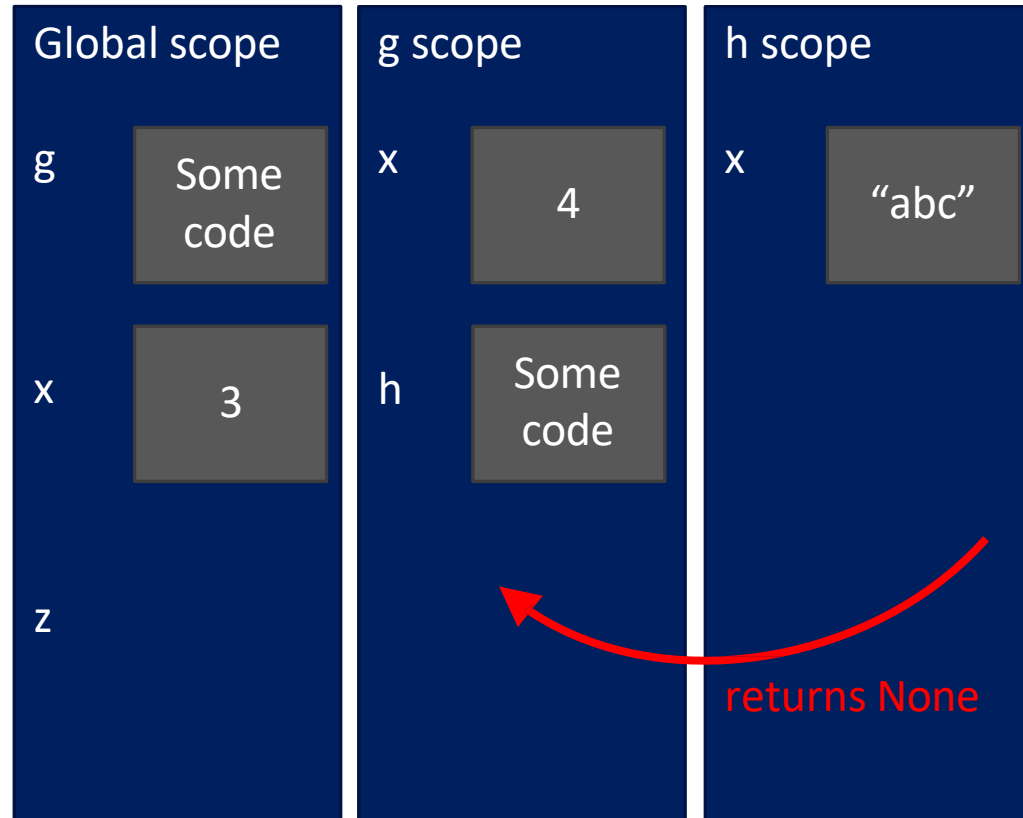 Global scope
g
Some
code
x
3
z
g scope
x
4
h
Some
code
h scope
x
“abc”
returns None